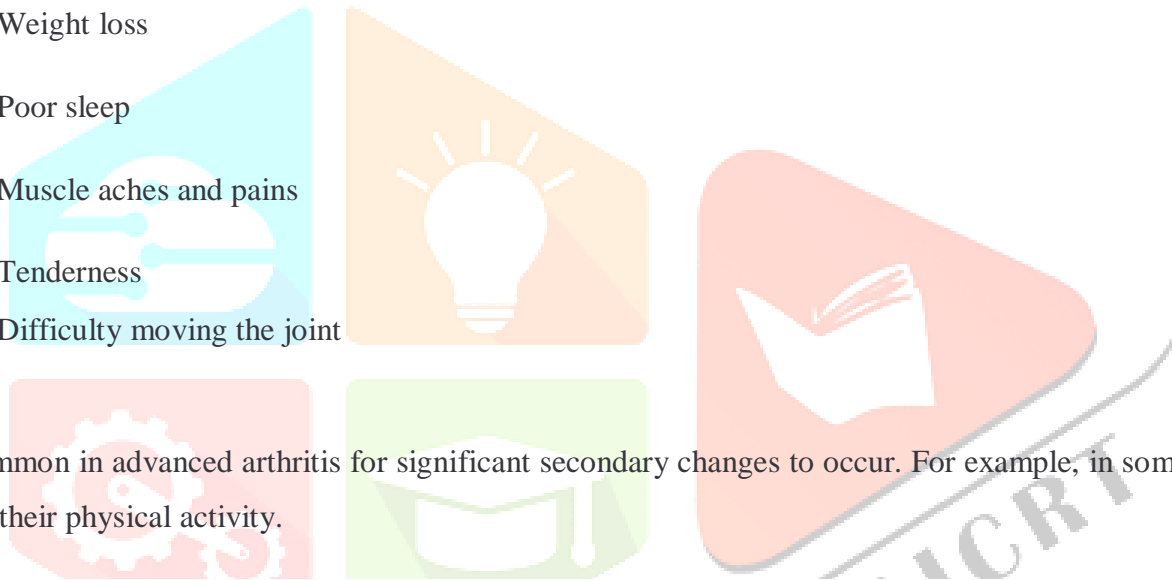 Weight loss
Poor sleep
Muscle aches and pains
Tenderness
Difficulty moving the joint
mmon in advanced arthritis for significant secondary changes to occur. For example, in som
their physical activity.
JCRT